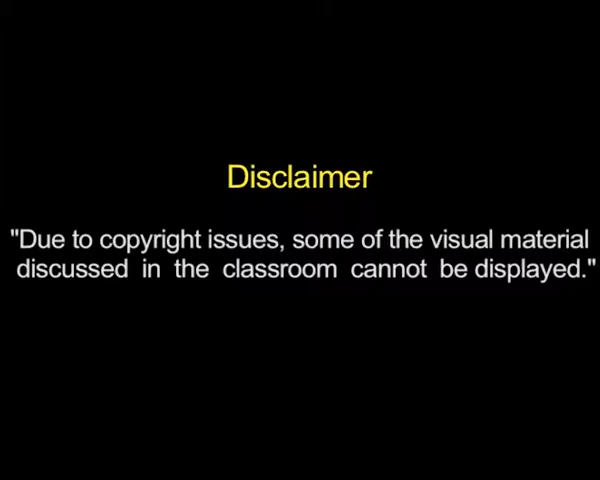 Disclaimer
"Due to copyright issues, some of the visual material
discussed in the classroom cannot be displayed."